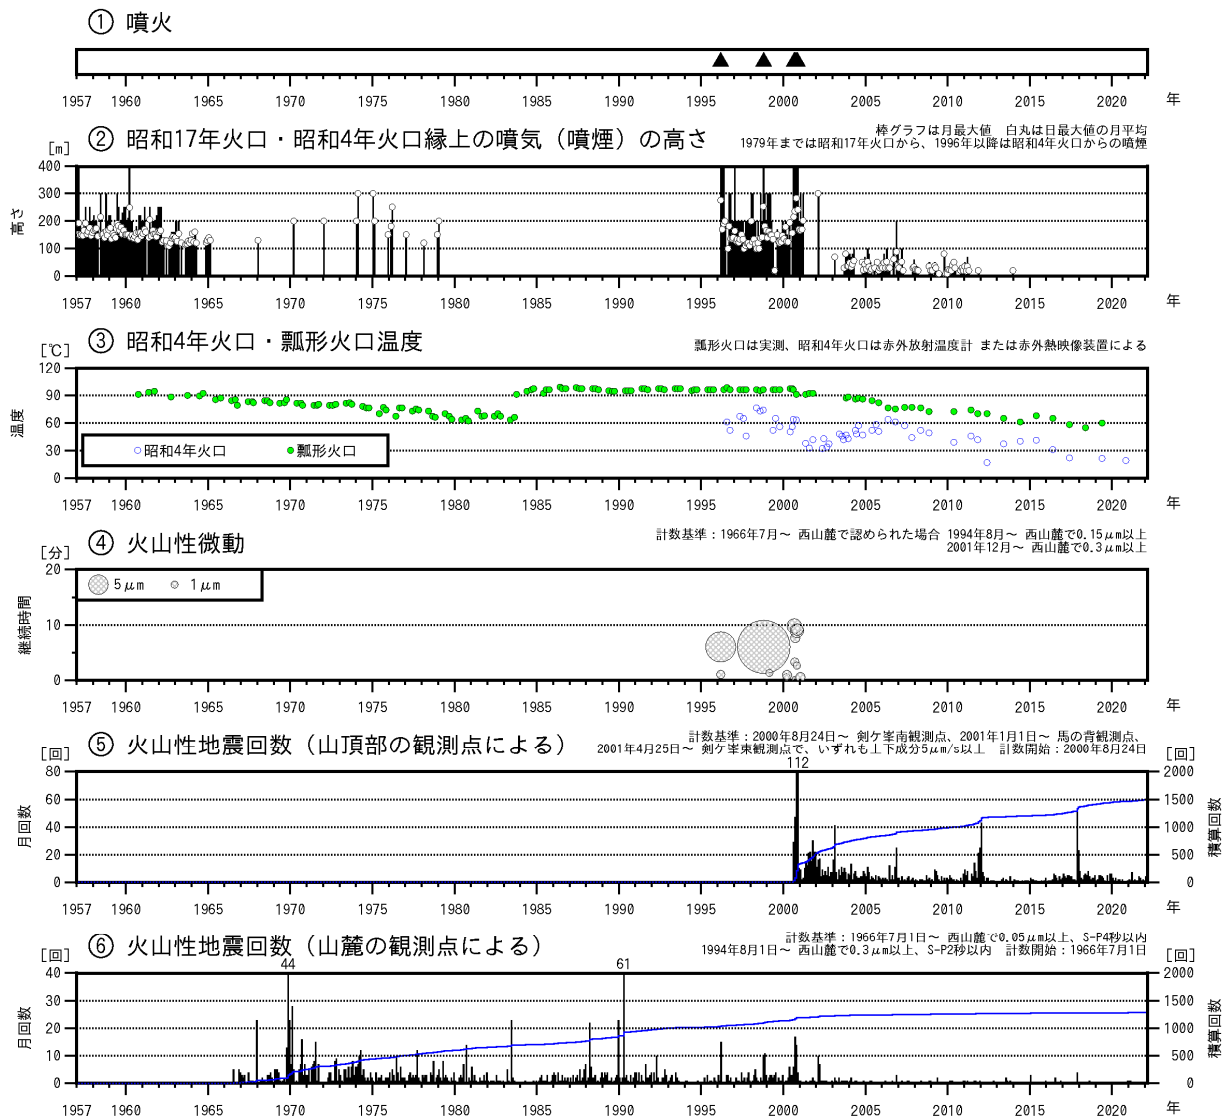 ① 噴火
1957 1960 1965 1970 1975 1980 1985 1990 1995 2000 2005 2010 2015 2020 年
② 昭和17年火口・昭和4年火口縁上の噴気（噴煙）の高さ
棒グラフは月最大値　白丸は日最大値の月平均
1979年までは昭和17年火口から、1996年以降は昭和4年火口からの噴煙
[m]
400
300
200
100
0
高さ
1957 1960 1965 1970 1975 1980 1985 1990 1995 2000 2005 2010 2015 2020 年
③ 昭和4年火口・瓢形火口温度
瓢形火口は実測、昭和4年火口は赤外放射温度計 または赤外熱映像装置による
[℃]
120
90
60
30
0
温度
昭和4年火口 瓢形火口
1957 1960 1965 1970 1975 1980 1985 1990 1995 2000 2005 2010 2015 2020 年
④ 火山性微動
計数基準：1966年7月～ 西山麓で認められた場合 1994年8月～ 西山麓で0.15μm以上
2001年12月～ 西山麓で0.3μm以上
[分]
20
10
0
継続時間
5μm 1μm
1957 1960 1965 1970 1975 1980 1985 1990 1995 2000 2005 2010 2015 2020 年
⑤ 火山性地震回数（山頂部の観測点による）
計数基準：2000年8月24日～ 剣ケ峯南観測点、2001年1月1日～ 馬の背観測点、
2001年4月25日～ 剣ケ峯東観測点で、いずれも上下成分5μm/s以上　計数開始：2000年8月24日
[回] 112 [回]
80 2000
60 1500
40 1000
20 500
0 0
月回数 積算回数
1957 1960 1965 1970 1975 1980 1985 1990 1995 2000 2005 2010 2015 2020 年
⑥ 火山性地震回数（山麓の観測点による）
計数基準：1966年7月1日～ 西山麓で0.05μm以上、S-P4秒以内
1994年8月1日～ 西山麓で0.3μm以上、S-P2秒以内　計数開始：1966年7月1日
[回] 44 61 [回]
40 2000
30 1500
20 1000
10 500
0 0
月回数 積算回数
1957 1960 1965 1970 1975 1980 1985 1990 1995 2000 2005 2010 2015 2020 年